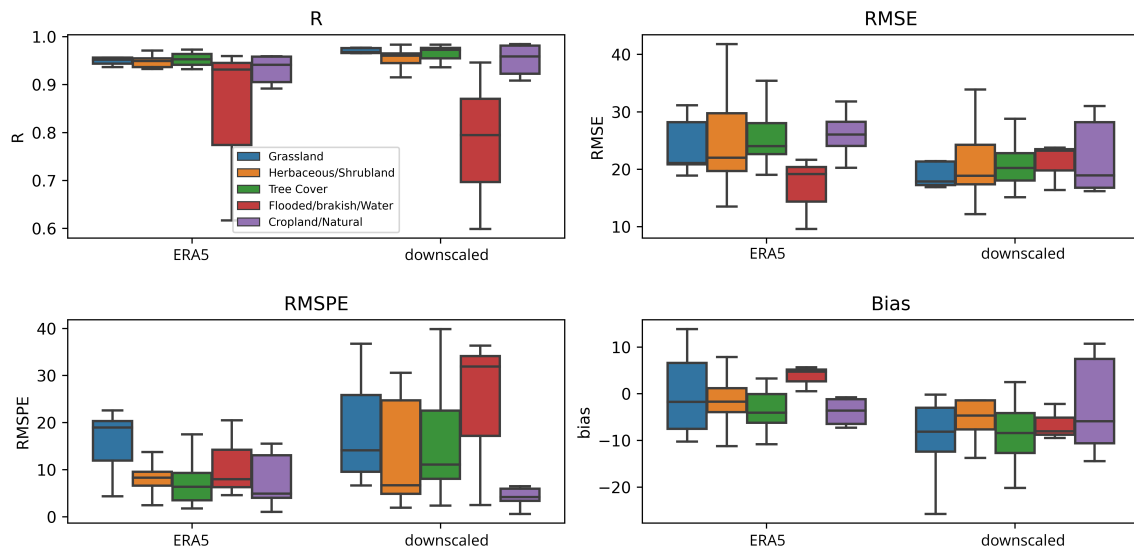 R
R
1.0
0.9
0.8
0.7
0.6
Grassland
Herbaceous/Shrubland
Tree Cover
Flooded/brakish/Water
Cropland/Natural
ERA5
downscaled
RMSE
RMSE
40
30
20
10
ERA5
downscaled
RMSPE
RMSPE
40
30
20
10
0
ERA5
downscaled
Bias
bias
10
0
−10
−20
ERA5
downscaled